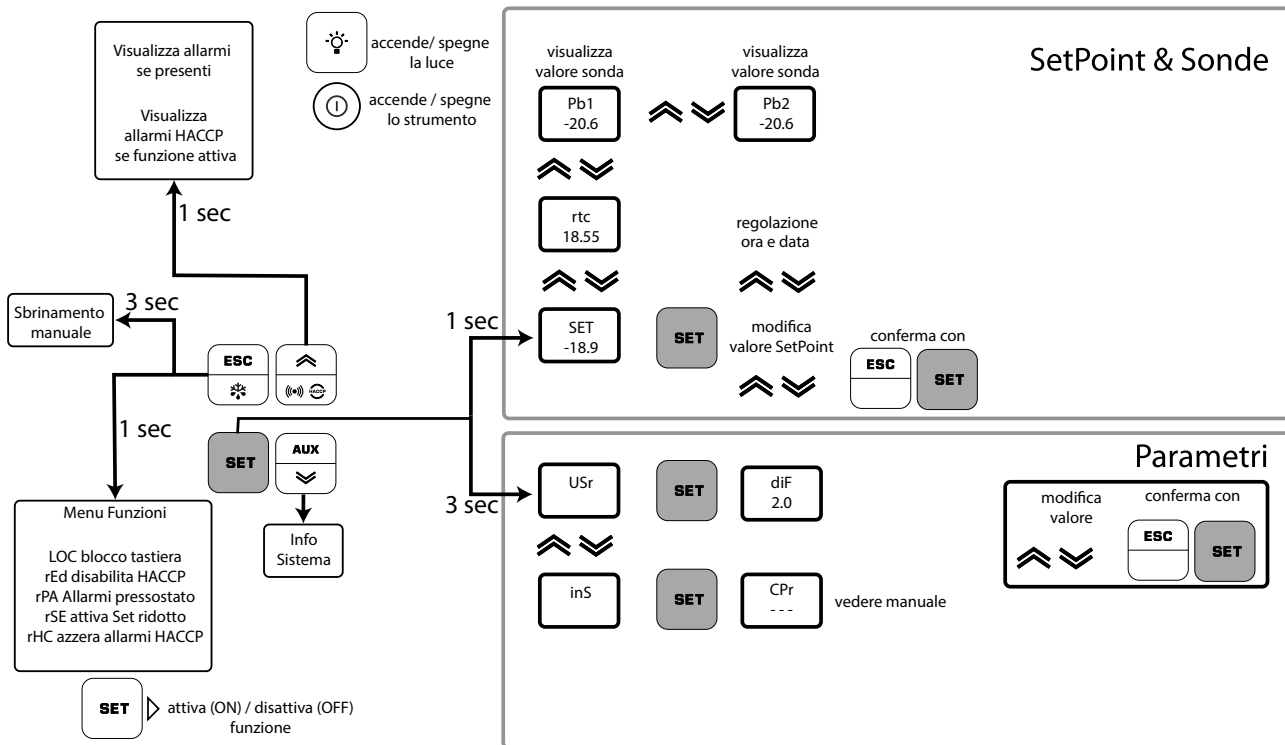 Visualizza allarmi
se presenti
Visualizza
allarmi HACCP
se funzione attiva
accende/ spegne
la luce
accende / spegne
lo strumento
1 sec
3 sec
Sbrinamento
manuale
ESC
HACCP
1 sec
SET
AUX
Info
Sistema
Menu Funzioni
LOC blocco tastiera
rEd disabilita HACCP
rPA Allarmi pressostato
rSE attiva Set ridotto
rHC azzera allarmi HACCP
SET
attiva (ON) / disattiva (OFF)
funzione
1 sec
3 sec
SetPoint & Sonde
visualizza
valore sonda
Pb1
-20.6
visualizza
valore sonda
Pb2
-20.6
rtc
18.55
regolazione
ora e data
SET
-18.9
SET
modifica
valore SetPoint
conferma con
ESC
SET
Parametri
USr
SET
diF
2.0
inS
SET
CPr
- - -
vedere manuale
modifica
valore
conferma con
ESC
SET